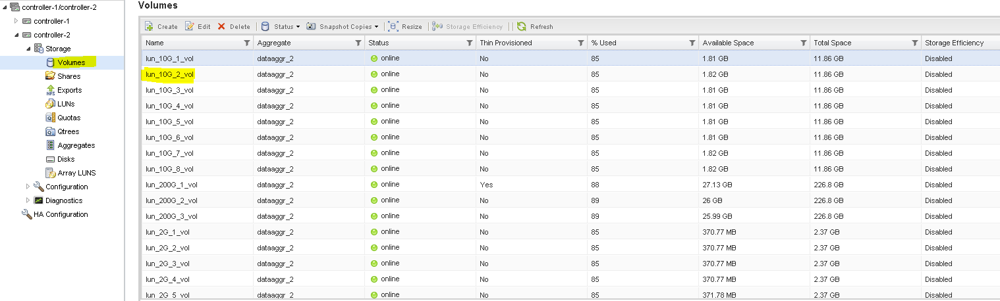 controller-1/controller-2
controller-1
controller-2
Storage
Volumes
Shares
Exports
LUNs
Quotas
Qtrees
Aggregates
Disks
Array LUNS
Configuration
Diagnostics
HA Configuration
Volumes
Create Edit Delete Status Snapshot Copies Resize Storage Efficiency Refresh
Name Aggregate Status Thin Provisioned % Used Available Space Total Space Storage Efficiency
lun_10G_1_vol dataaggr_2 online No 85 1.81 GB 11.86 GB Disabled
lun_10G_2_vol dataaggr_2 online No 85 1.82 GB 11.86 GB Disabled
lun_10G_3_vol dataaggr_2 online No 85 1.81 GB 11.86 GB Disabled
lun_10G_4_vol dataaggr_2 online No 85 1.81 GB 11.86 GB Disabled
lun_10G_5_vol dataaggr_2 online No 85 1.81 GB 11.86 GB Disabled
lun_10G_6_vol dataaggr_2 online No 85 1.81 GB 11.86 GB Disabled
lun_10G_7_vol dataaggr_2 online No 85 1.82 GB 11.86 GB Disabled
lun_10G_8_vol dataaggr_2 online No 85 1.82 GB 11.86 GB Disabled
lun_200G_1_vol dataaggr_2 online Yes 88 27.13 GB 226.8 GB Disabled
lun_200G_2_vol dataaggr_2 online No 89 26 GB 226.8 GB Disabled
lun_200G_3_vol dataaggr_2 online No 89 25.99 GB 226.8 GB Disabled
lun_2G_1_vol dataaggr_2 online No 85 370.77 MB 2.37 GB Disabled
lun_2G_2_vol dataaggr_2 online No 85 370.77 MB 2.37 GB Disabled
lun_2G_3_vol dataaggr_2 online No 85 370.77 MB 2.37 GB Disabled
lun_2G_4_vol dataaggr_2 online No 85 370.77 MB 2.37 GB Disabled
lun_2G_5_vol dataaggr_2 online No 85 371.78 MB 2.37 GB Disabled